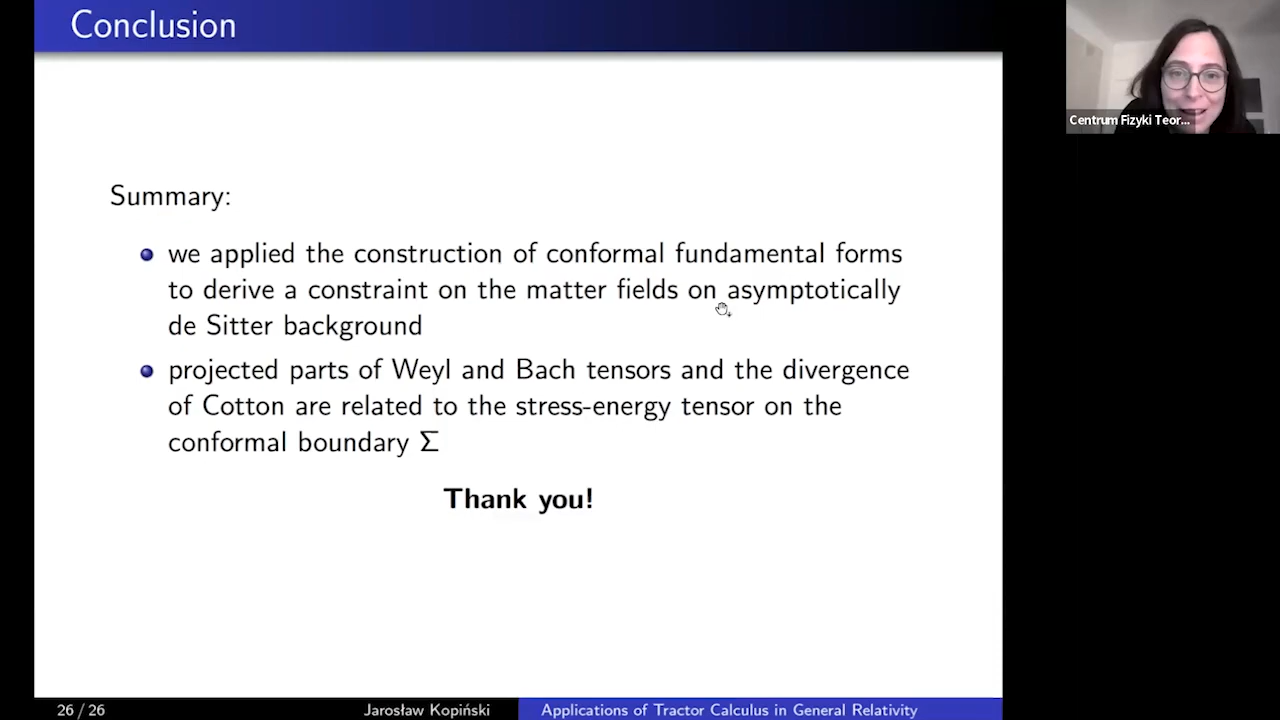 Conclusion
Centrum Fizyki Teor...
Summary:
we applied the construction of conformal fundamental forms
to derive a constraint on the matter fields on asymptotically
de Sitter background
projected parts of Weyl and Bach tensors and the divergence
of Cotton are related to the stress-energy tensor on the
conformal boundary Σ
Thank you!
26 / 26
Jarosław Kopiński
Applications of Tractor Calculus in General Relativity